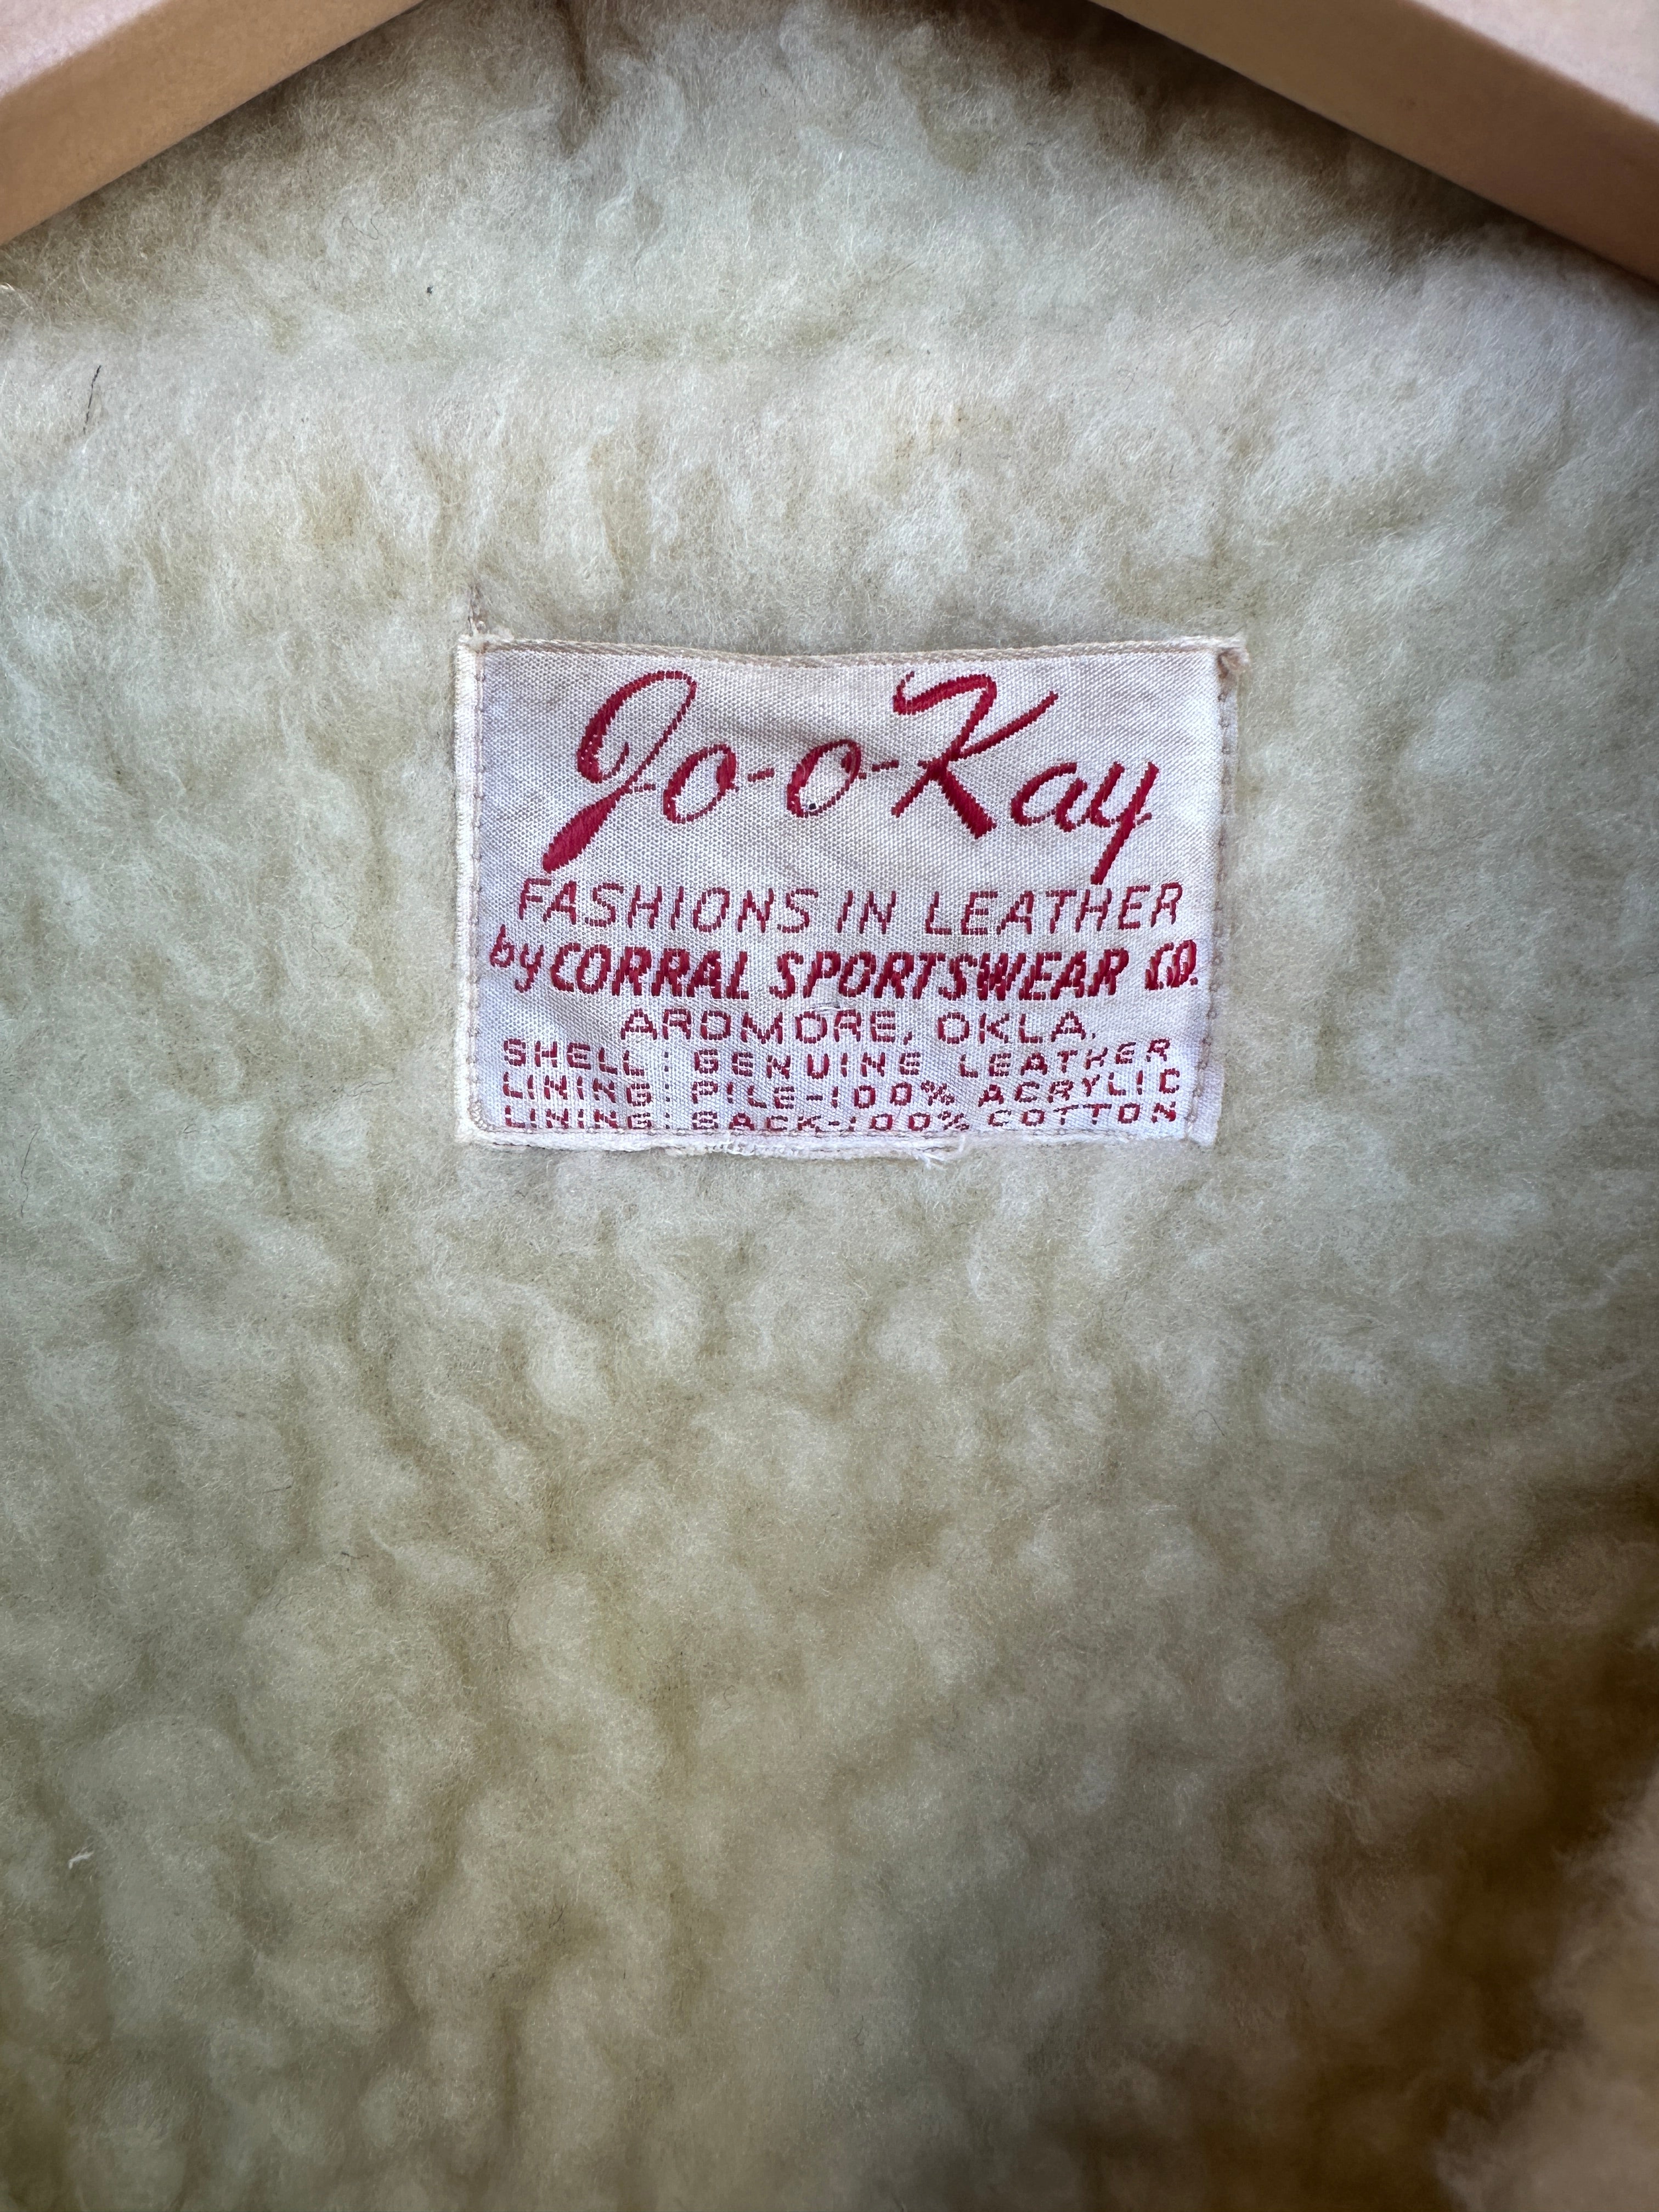 Jo-o-Kay
FASHIONS IN LEATHER
by CORRAL SPORTSWEAR CO.
ARDMORE, OKLA.
SHELL: GENUINE LEATHER
LINING: PILE-100% ACRYLIC
LINING: BACK-100% COTTON